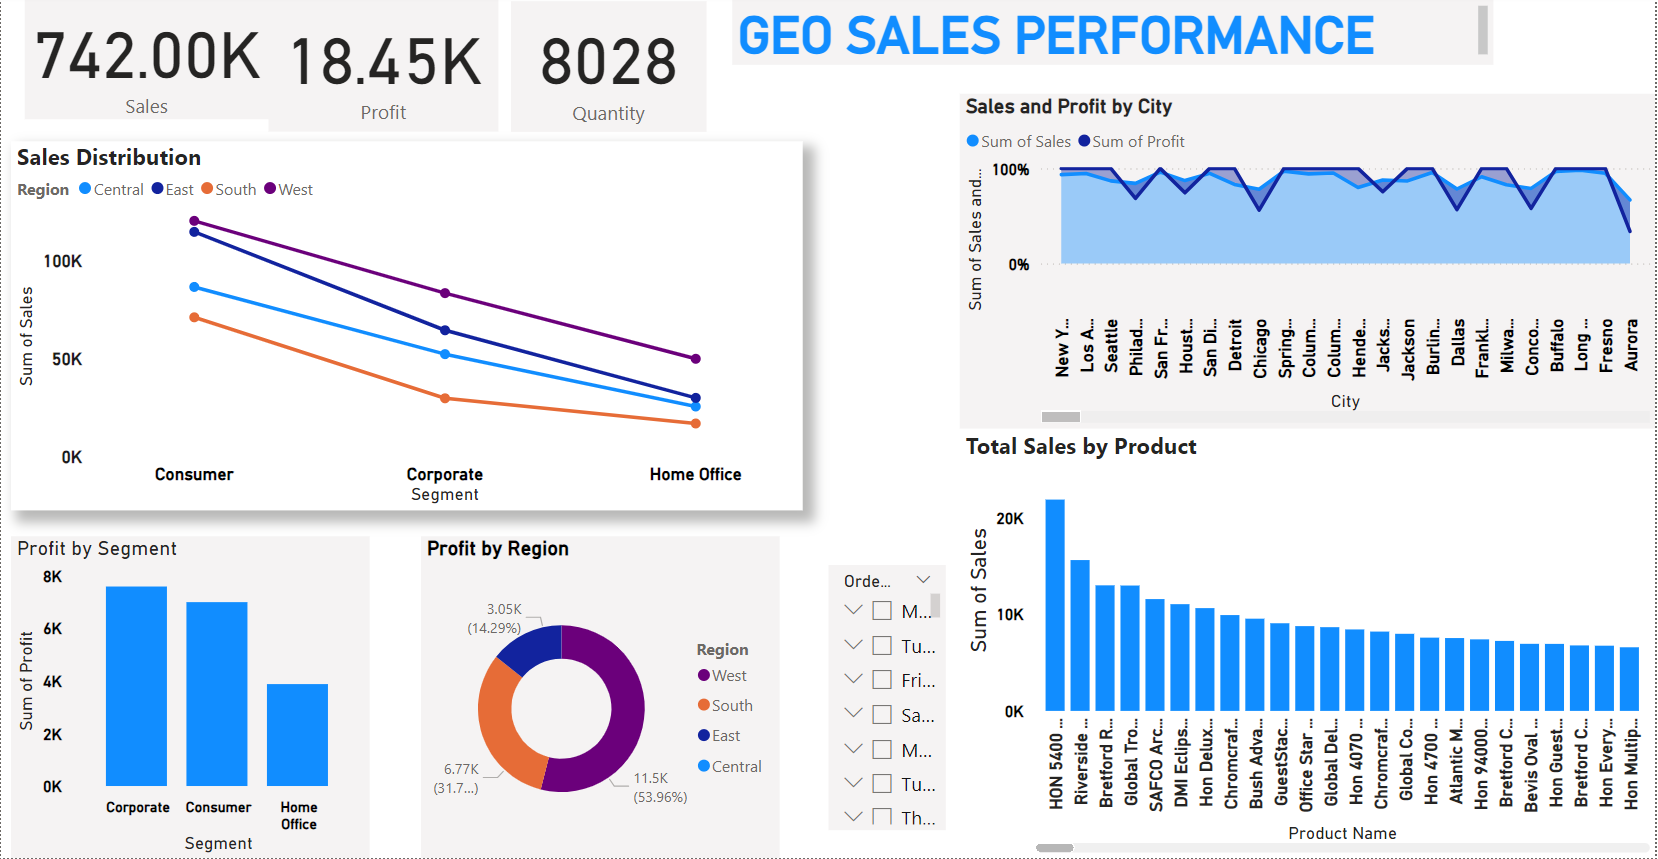 742.00K
Sales
18.45K
Profit
8028
Quantity
GEO SALES PERFORMANCE
Sales Distribution
Region Central East South West
Sum of Sales
100K
50K
0K
Consumer Corporate Home Office
Segment
Sales and Profit by City
Sum of Sales Sum of Profit
Sum of Sales and...
100%
0%
New Y...
Los A...
Seattle
Philad...
San Fr...
Houst...
San Di...
Detroit
Chicago
Spring...
Colum...
Colum...
Hende...
Jacks...
Jackson
Burlin...
Dallas
Frankl...
Milwa...
Conco...
Buffalo
Long ...
Fresno
Aurora
City
Profit by Segment
Sum of Profit
8K
6K
4K
2K
0K
Corporate Consumer Home
Office
Segment
Profit by Region
3.05K
(14.29%)
6.77K
(31.7...)
11.5K
(53.96%)
Region
West
South
East
Central
Orde...
M...
Tu...
Fri...
Sa...
M...
Tu...
Th...
Total Sales by Product
Sum of Sales
20K
10K
0K
HON 5400 ...
Riverside ...
Bretford R...
Global Tro...
SAFCO Arc...
DMI Eclips...
Hon Delux...
Chromcraf...
Bush Adva...
GuestStac...
Office Star ...
Global Del...
Hon 4070 ...
Chromcraf...
Global Co...
Hon 4700 ...
Atlantic M...
Hon 94000...
Bretford C...
Bevis Oval ...
Hon Guest...
Bretford C...
Hon Every...
Hon Multip...
Product Name